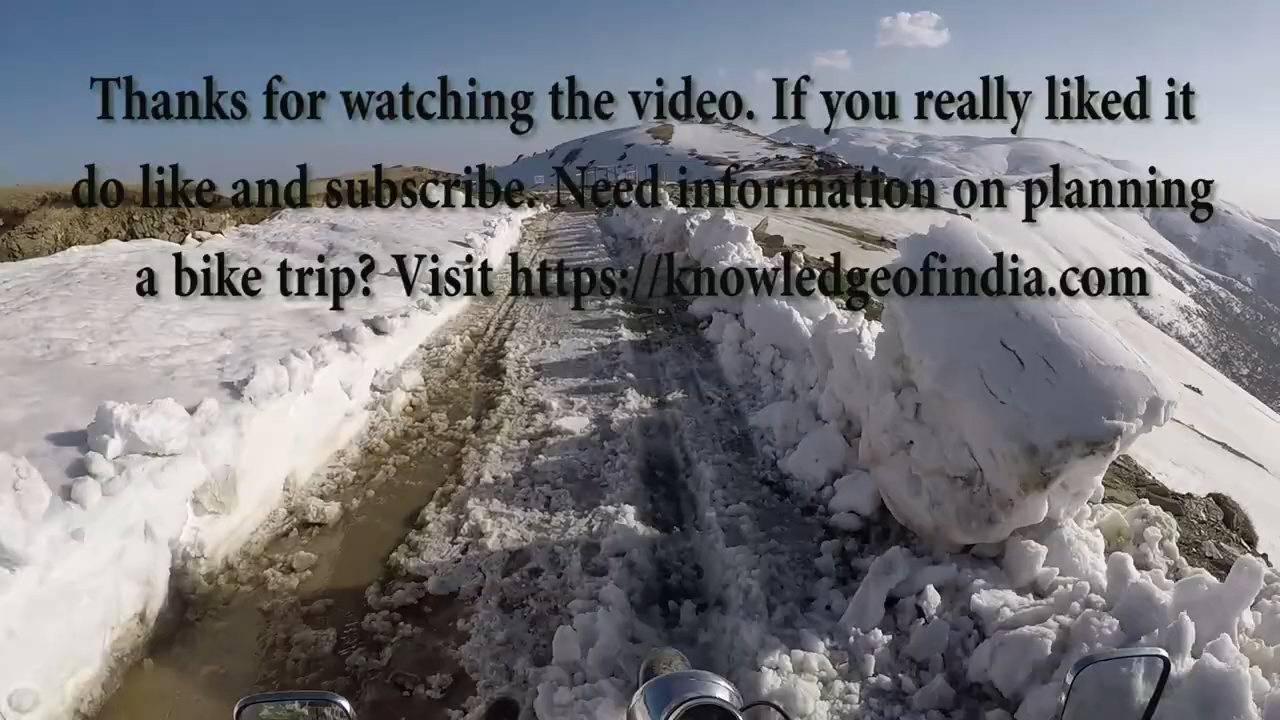 Thanks for watching the video. If you really liked it
do like and subscribe. Need information on planning
a bike trip? Visit https://knowledgeofindia.com